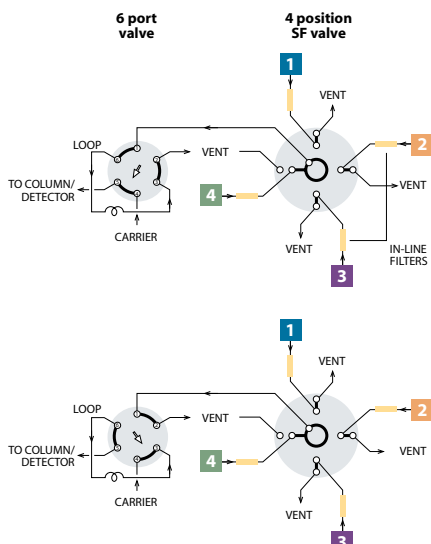 6 port
valve
4 position
SF valve
1
VENT
LOOP
VENT
2
TO COLUMN/
DETECTOR
4
VENT
VENT
CARRIER
IN-LINE
FILTERS
3
1
VENT
LOOP
VENT
2
TO COLUMN/
DETECTOR
4
VENT
VENT
CARRIER
3